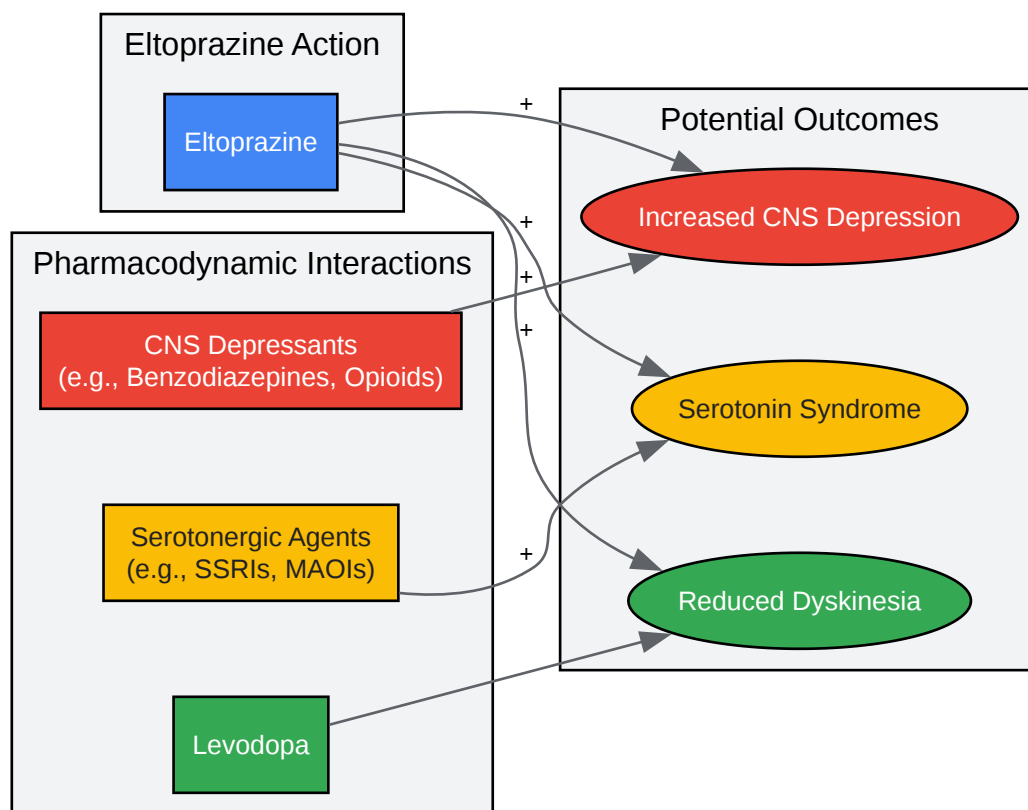 Eltoprazine Action
Eltoprazine
+
Potential Outcomes
Increased CNS Depression
+
Pharmacodynamic Interactions
+
CNS Depressants
(e.g., Benzodiazepines, Opioids)
+
Serotonin Syndrome
Serotonergic Agents
(e.g., SSRIs, MAOIs)
+
Reduced Dyskinesia
Levodopa